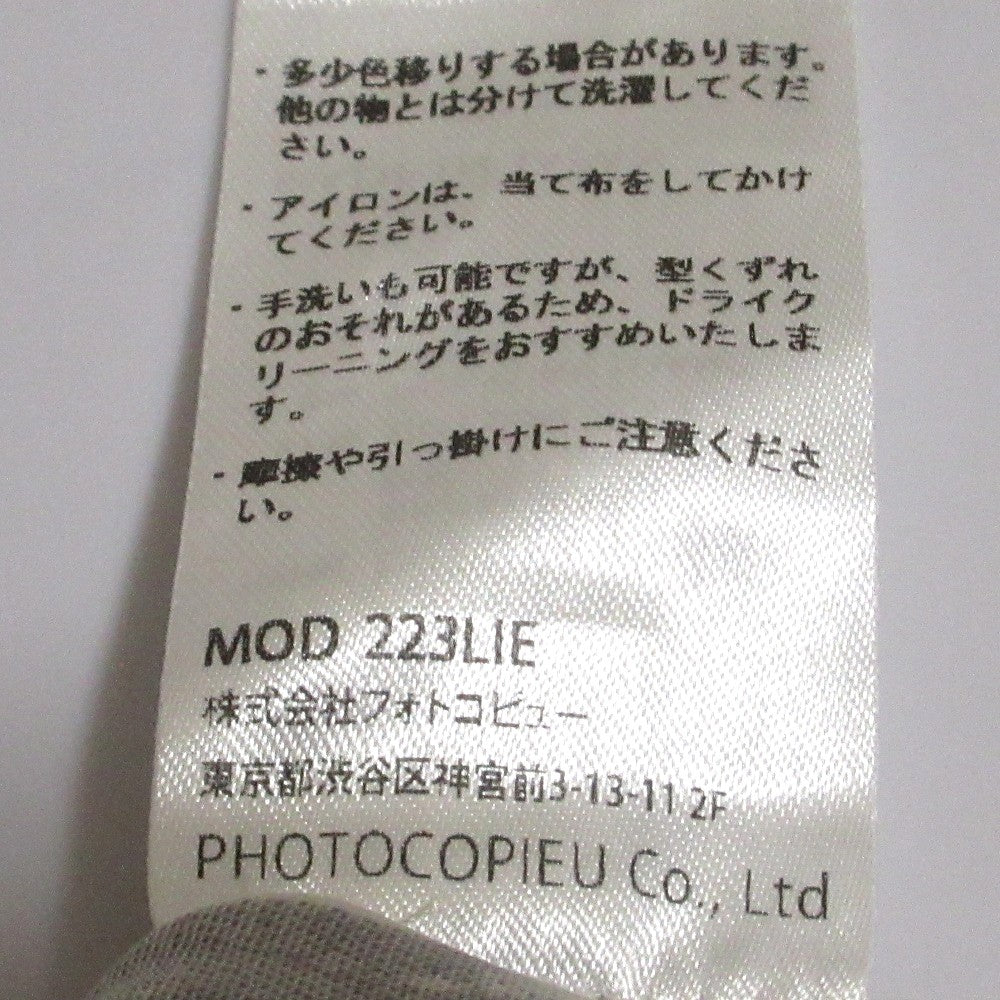 ・多少色移りする場合があります。
他の物とは分けて洗濯してくだ
さい。
・アイロンは、当て布をしてかけ
てください。
・手洗いも可能ですが、型くずれ
のおそれがあるため、ドライク
リーニングをおすすめいたしま
す。
・摩擦や引っ掛けにご注意くださ
い。
MOD 223LIE
株式会社フォトコピュー
東京都渋谷区神宮前3-13-11 2F
PHOTOCOPIEU Co., Ltd